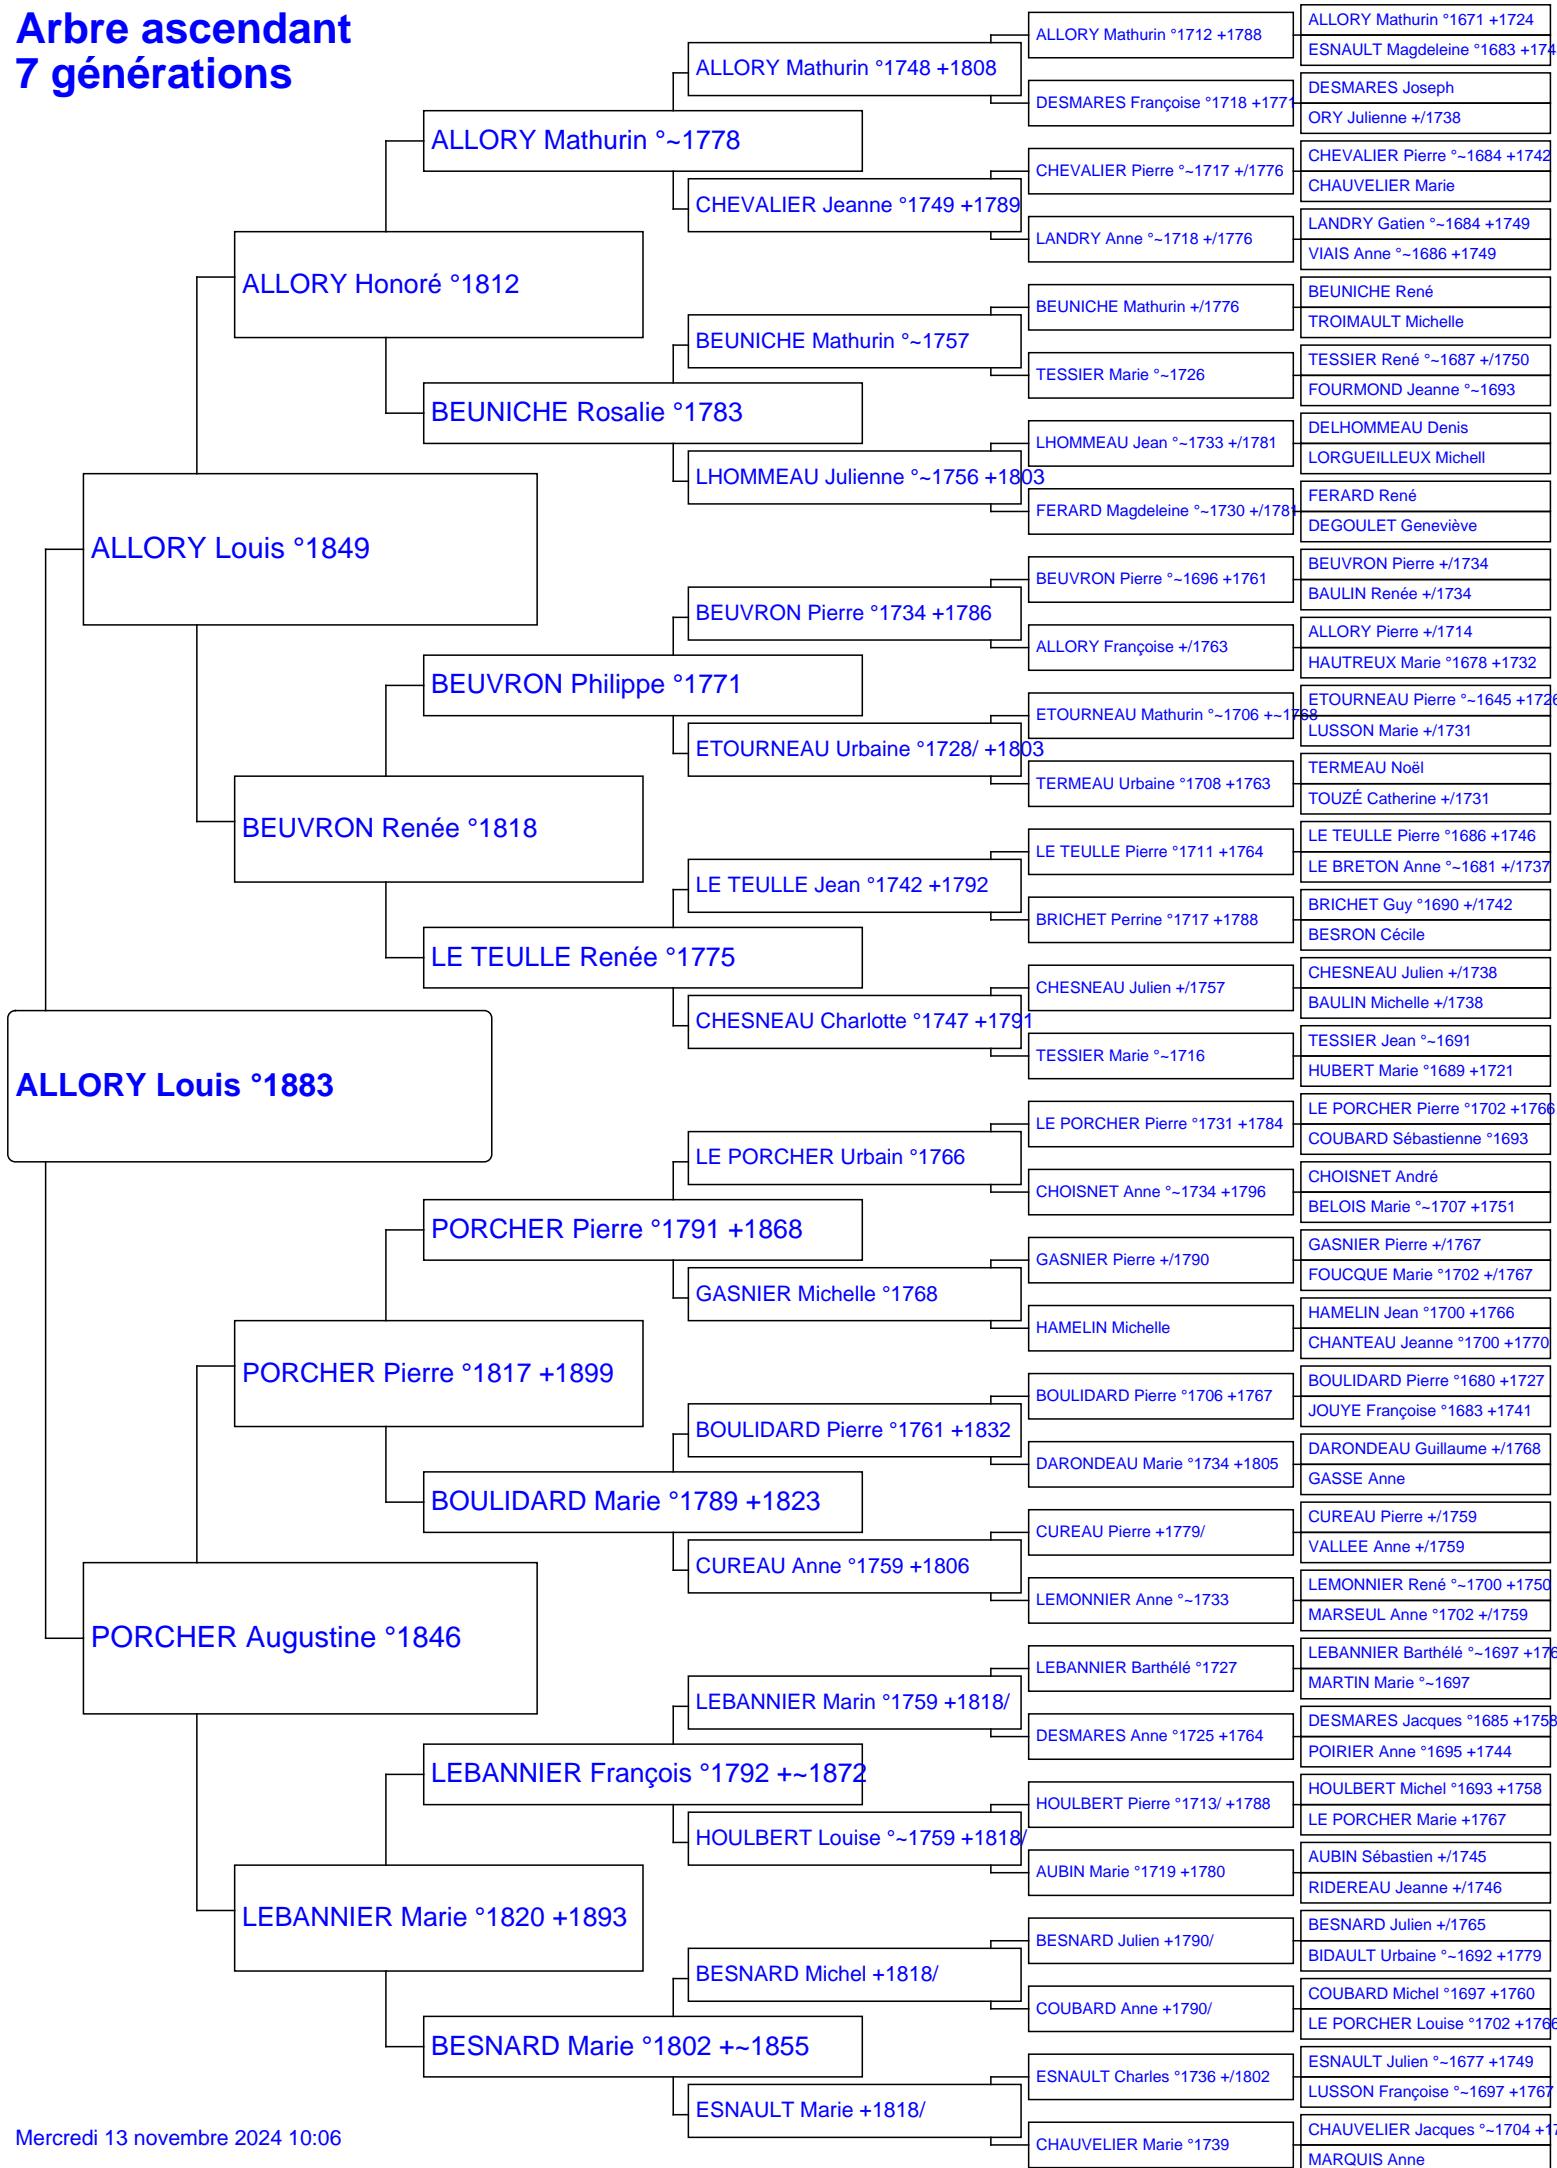 Arbre ascendant
7 générations
ALLORY Louis °1883
ALLORY Louis °1849
PORCHER Augustine °1846
ALLORY Honoré °1812
BEUVRON Renée °1818
PORCHER Pierre °1817 +1899
LEBANNIER Marie °1820 +1893
ALLORY Mathurin °~1778
BEUNICHE Rosalie °1783
BEUVRON Philippe °1771
LE TEULLE Renée °1775
PORCHER Pierre °1791 +1868
BOULIDARD Marie °1789 +1823
LEBANNIER François °1792 +~1872
BESNARD Marie °1802 +~1855
ALLORY Mathurin °1748 +1808
CHEVALIER Jeanne °1749 +1789
BEUNICHE Mathurin °~1757
LHOMMEAU Julienne °~1756 +1803
BEUVRON Pierre °1734 +1786
ETOURNEAU Urbaine °1728/ +1803
LE TEULLE Jean °1742 +1792
CHESNEAU Charlotte °1747 +1791
LE PORCHER Urbain °1766
GASNIER Michelle °1768
BOULIDARD Pierre °1761 +1832
CUREAU Anne °1759 +1806
LEBANNIER Marin °1759 +1818/
HOULBERT Louise °~1759 +1818/
BESNARD Michel +1818/
ESNAULT Marie +1818/
ALLORY Mathurin °1712 +1788
DESMARES Françoise °1718 +1771
CHEVALIER Pierre °~1717 +/1776
LANDRY Anne °~1718 +/1776
BEUNICHE Mathurin +/1776
TESSIER Marie °~1726
LHOMMEAU Jean °~1733 +/1781
FERARD Magdeleine °~1730 +/1781
BEUVRON Pierre °~1696 +1761
ALLORY Françoise +/1763
ETOURNEAU Mathurin °~1706 +~1768
TERMEAU Urbaine °1708 +1763
LE TEULLE Pierre °1711 +1764
BRICHET Perrine °1717 +1788
CHESNEAU Julien +/1757
TESSIER Marie °~1716
LE PORCHER Pierre °1731 +1784
CHOISNET Anne °~1734 +1796
GASNIER Pierre +/1790
HAMELIN Michelle
BOULIDARD Pierre °1706 +1767
DARONDEAU Marie °1734 +1805
CUREAU Pierre +1779/
LEMONNIER Anne °~1733
LEBANNIER Barthélé °1727
DESMARES Anne °1725 +1764
HOULBERT Pierre °1713/ +1788
AUBIN Marie °1719 +1780
BESNARD Julien +1790/
COUBARD Anne +1790/
ESNAULT Charles °1736 +/1802
CHAUVELIER Marie °1739
ALLORY Mathurin °1671 +1724
ESNAULT Magdeleine °1683 +174
DESMARES Joseph
ORY Julienne +/1738
CHEVALIER Pierre °~1684 +1742
CHAUVELIER Marie
LANDRY Gatien °~1684 +1749
VIAIS Anne °~1686 +1749
BEUNICHE René
TROIMAULT Michelle
TESSIER René °~1687 +/1750
FOURMOND Jeanne °~1693
DELHOMMEAU Denis
LORGUEILLEUX Michell
FERARD René
DEGOULET Geneviève
BEUVRON Pierre +/1734
BAULIN Renée +/1734
ALLORY Pierre +/1714
HAUTREUX Marie °1678 +1732
ETOURNEAU Pierre °~1645 +1726
LUSSON Marie +/1731
TERMEAU Noël
TOUZÉ Catherine +/1731
LE TEULLE Pierre °1686 +1746
LE BRETON Anne °~1681 +/1737
BRICHET Guy °1690 +/1742
BESRON Cécile
CHESNEAU Julien +/1738
BAULIN Michelle +/1738
TESSIER Jean °~1691
HUBERT Marie °1689 +1721
LE PORCHER Pierre °1702 +1766
COUBARD Sébastienne °1693
CHOISNET André
BELOIS Marie °~1707 +1751
GASNIER Pierre +/1767
FOUCQUE Marie °1702 +/1767
HAMELIN Jean °1700 +1766
CHANTEAU Jeanne °1700 +1770
BOULIDARD Pierre °1680 +1727
JOUYE Françoise °1683 +1741
DARONDEAU Guillaume +/1768
GASSE Anne
CUREAU Pierre +/1759
VALLEE Anne +/1759
LEMONNIER René °~1700 +1750
MARSEUL Anne °1702 +/1759
LEBANNIER Barthélé °~1697 +176
MARTIN Marie °~1697
DESMARES Jacques °1685 +1758
POIRIER Anne °1695 +1744
HOULBERT Michel °1693 +1758
LE PORCHER Marie +1767
AUBIN Sébastien +/1745
RIDEREAU Jeanne +/1746
BESNARD Julien +/1765
BIDAULT Urbaine °~1692 +1779
COUBARD Michel °1697 +1760
LE PORCHER Louise °1702 +1766
ESNAULT Julien °~1677 +1749
LUSSON Françoise °~1697 +1767
CHAUVELIER Jacques °~1704 +17
MARQUIS Anne
Mercredi 13 novembre 2024 10:06